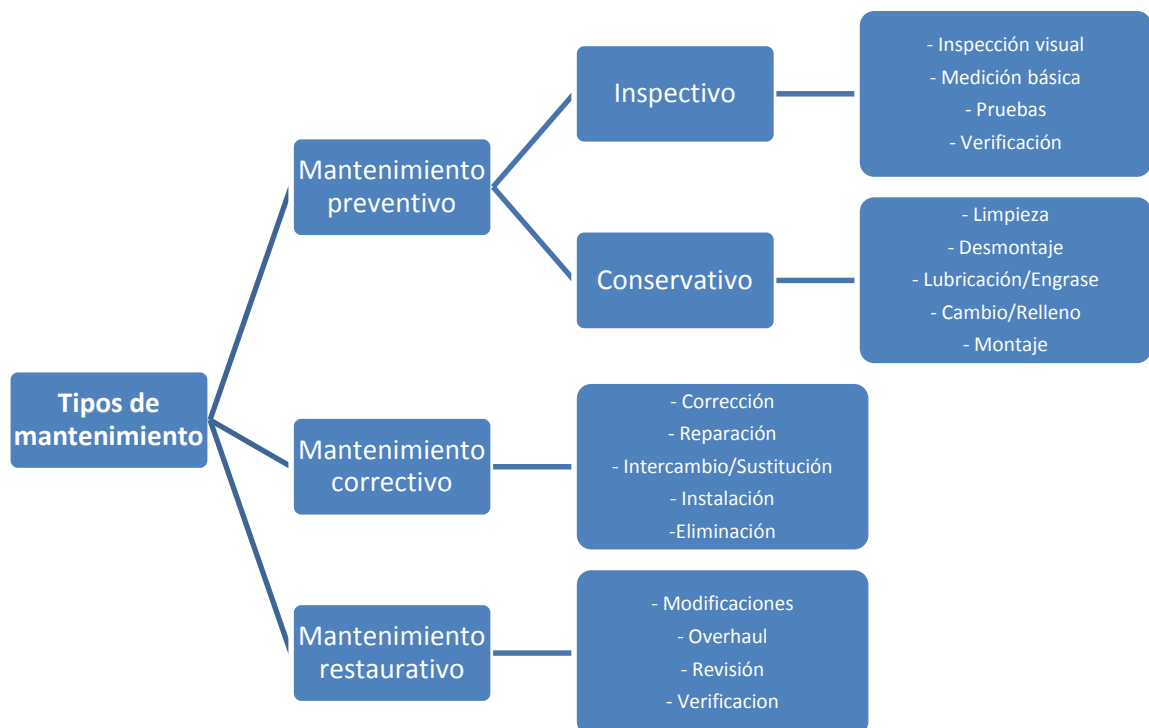 Tipos de
mantenimiento
Mantenimiento
preventivo
Inspectivo
- Inspección visual
- Medición básica
- Pruebas
- Verificación
Conservativo
- Limpieza
- Desmontaje
- Lubricación/Engrase
- Cambio/Relleno
- Montaje
Mantenimiento
correctivo
- Corrección
- Reparación
- Intercambio/Sustitución
- Instalación
-Eliminación
Mantenimiento
restaurativo
- Modificaciones
- Overhaul
- Revisión
- Verificacion